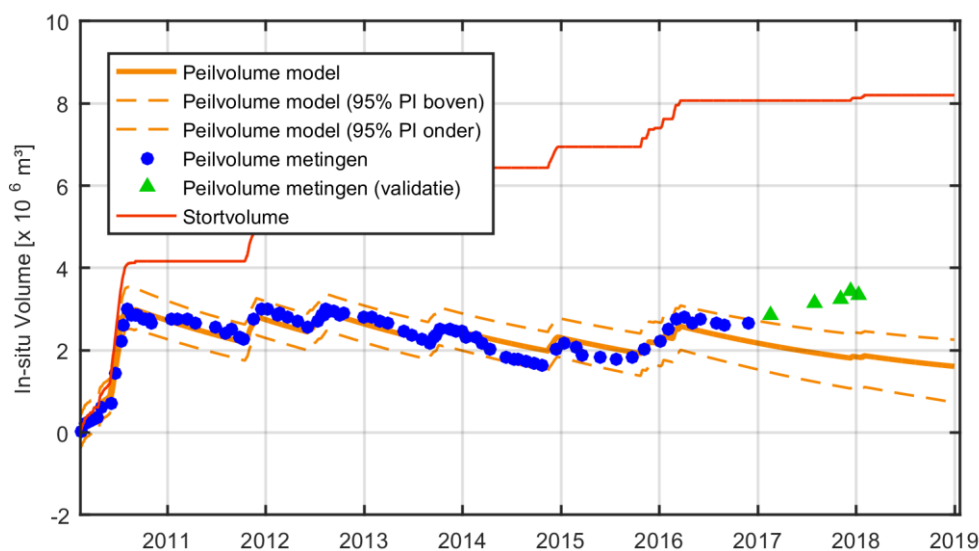 10
8
6
4
2
0
-2
In-situ Volume [x 10 ⁶ m³]
Peilvolume model
Peilvolume model (95% PI boven)
Peilvolume model (95% PI onder)
Peilvolume metingen
Peilvolume metingen (validatie)
Stortvolume
2011 2012 2013 2014 2015 2016 2017 2018 2019